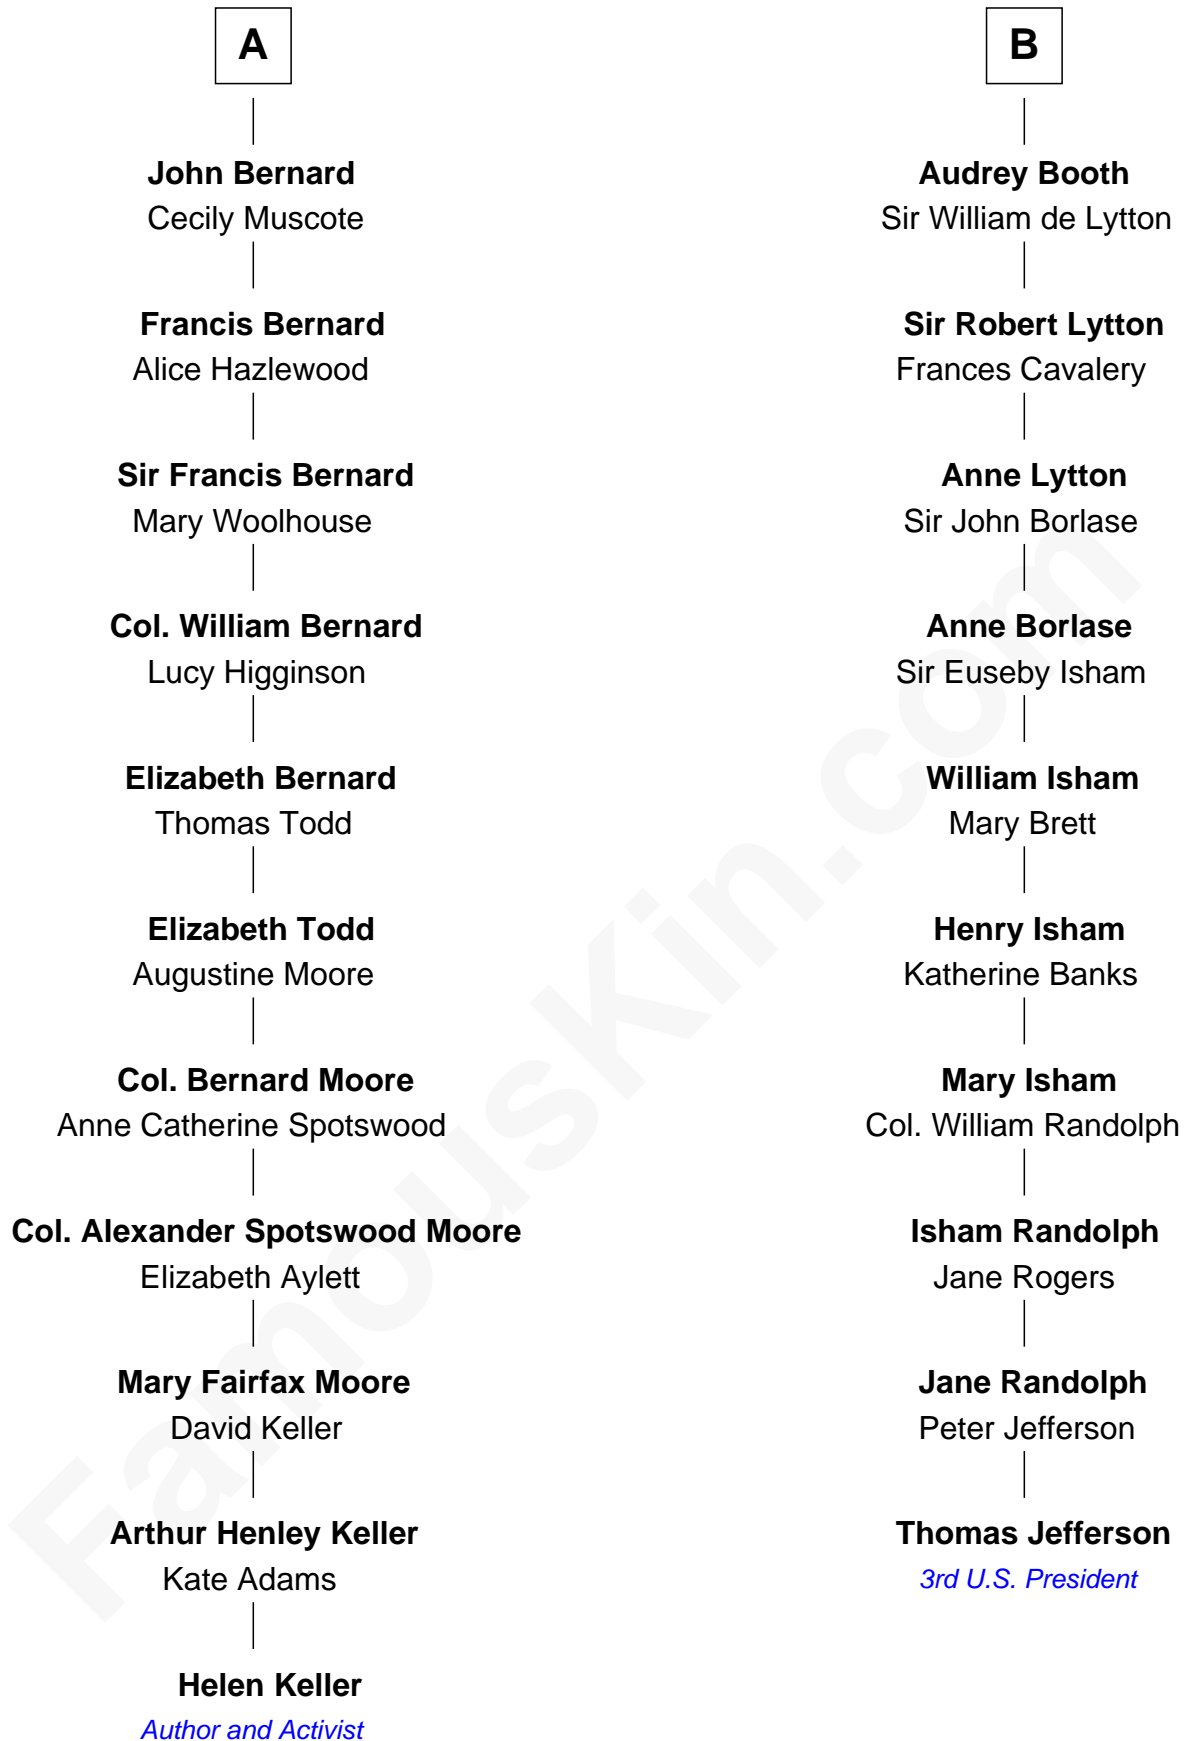 A
John Bernard
Cecily Muscote
Francis Bernard
Alice Hazlewood
Sir Francis Bernard
Mary Woolhouse
Col. William Bernard
Lucy Higginson
Elizabeth Bernard
Thomas Todd
Elizabeth Todd
Augustine Moore
Col. Bernard Moore
Anne Catherine Spotswood
Col. Alexander Spotswood Moore
Elizabeth Aylett
Mary Fairfax Moore
David Keller
Arthur Henley Keller
Kate Adams
Helen Keller
Author and Activist
B
Audrey Booth
Sir William de Lytton
Sir Robert Lytton
Frances Cavalery
Anne Lytton
Sir John Borlase
Anne Borlase
Sir Euseby Isham
William Isham
Mary Brett
Henry Isham
Katherine Banks
Mary Isham
Col. William Randolph
Isham Randolph
Jane Rogers
Jane Randolph
Peter Jefferson
Thomas Jefferson
3rd U.S. President
FamousKin.com